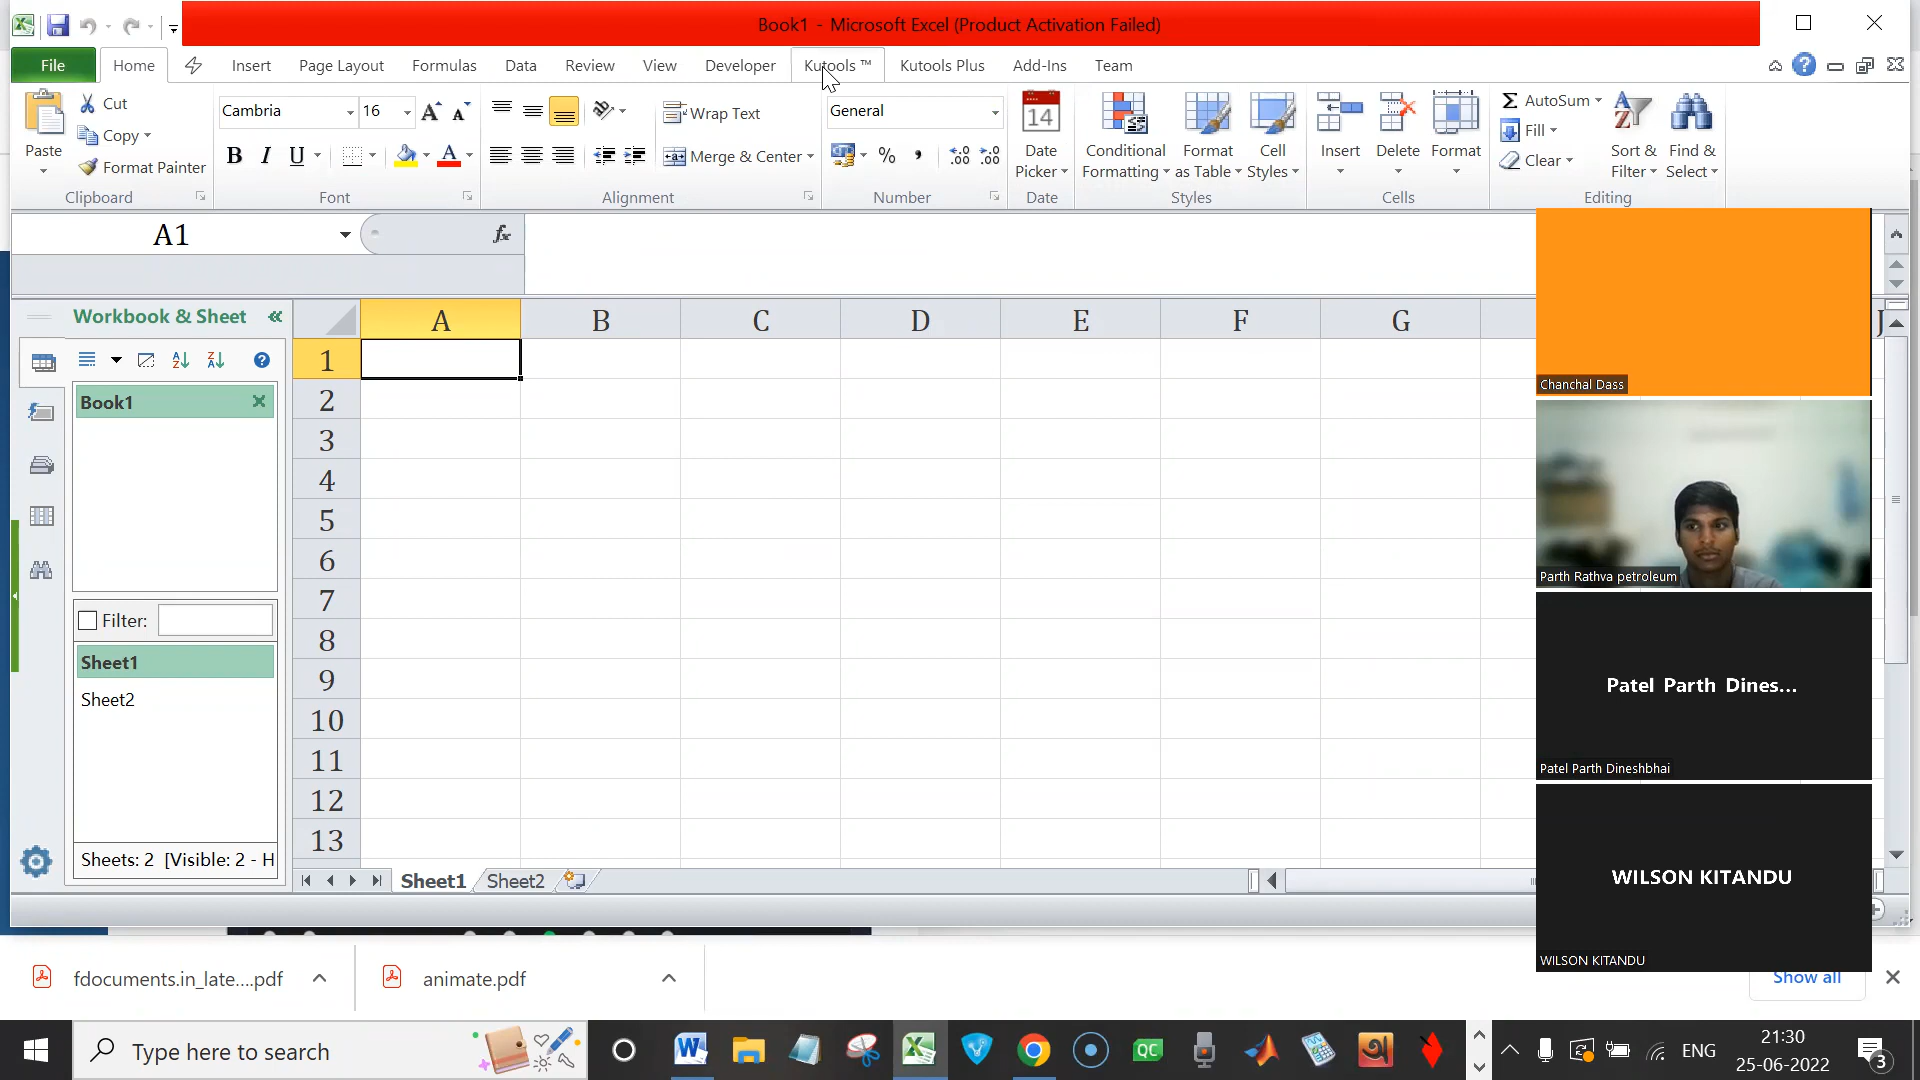 Book1 - Microsoft Excel (Product Activation Failed)
File Home Insert Page Layout Formulas Data Review View Developer Kutools ™ Kutools Plus Add-Ins Team
Paste
Cut
Copy
Format Painter
Clipboard
Cambria 16
B I U A
Font
Wrap Text
Merge & Center
Alignment
General
% ,
Number
14
Date Picker
Date
Conditional Formatting
Format as Table
Cell Styles
Styles
Insert
Delete
Format
Cells
Σ AutoSum
Fill
Clear
Sort & Filter
Find & Select
Editing
A1 fx
Workbook & Sheet
Book1
Filter:
Sheet1
Sheet2
Sheets: 2 [Visible: 2 - H
A B C D E F G J
1
2
3
4
5
6
7
8
9
10
11
12
13
Sheet1 Sheet2
Chanchal Dass
Parth Rathva petroleum
Patel Parth Dines...
Patel Parth Dineshbhai
WILSON KITANDU
WILSON KITANDU
fdocuments.in_late....pdf
animate.pdf
Show all
Type here to search
QC
ENG
21:30
25-06-2022
3